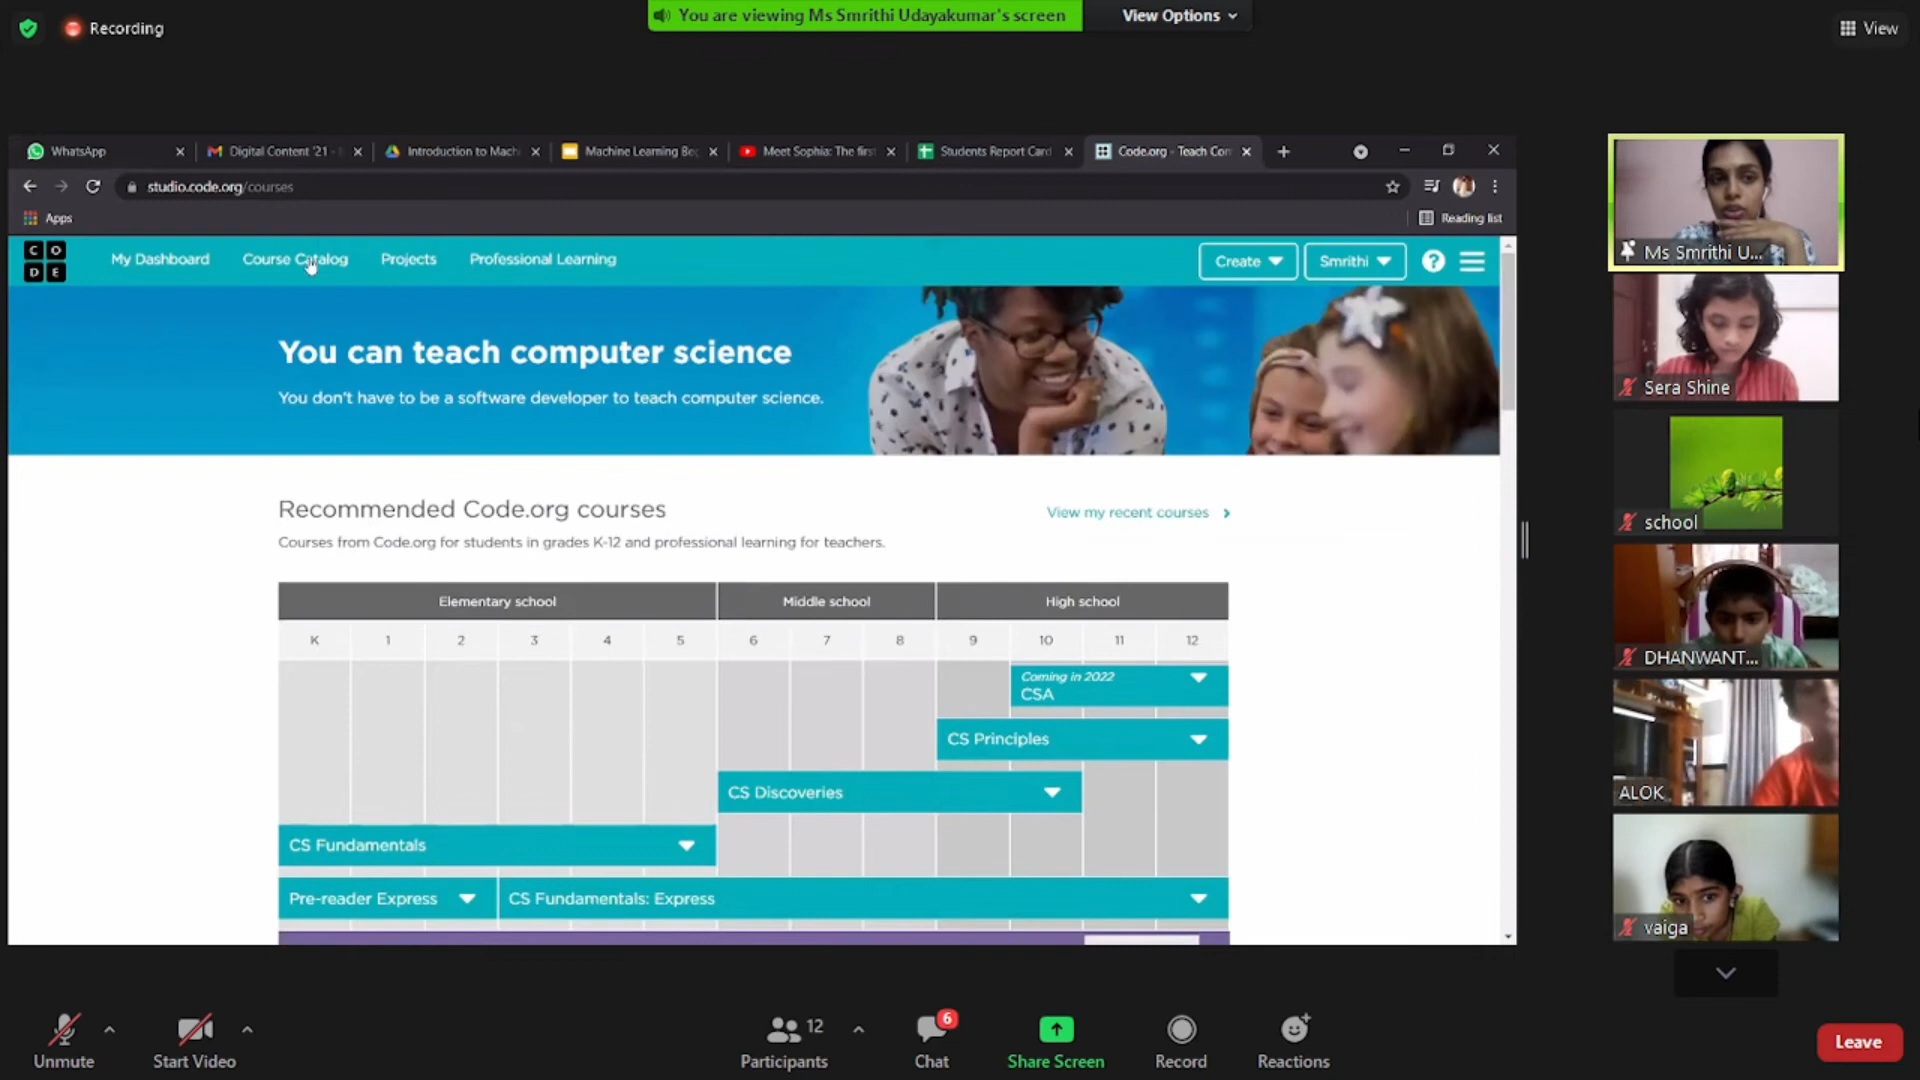 Recording
You are viewing Ms Smrithi Udayakumar's screen
View Options
View
WhatsApp
Digital Content '21 -
Introduction to Mach
Machine Learning Be
Meet Sophia: The first
Students Report Card
Code.org - Teach Com
studio.code.org/courses
Apps
Reading list
CODE
My Dashboard
Course Catalog
Projects
Professional Learning
Create
Smrithi
?
You can teach computer science
You don't have to be a software developer to teach computer science.
Recommended Code.org courses
View my recent courses
Courses from Code.org for students in grades K-12 and professional learning for teachers.
Elementary school Middle school High school
K 1 2 3 4 5 6 7 8 9 10 11 12
Coming in 2022
CSA
CS Principles
CS Discoveries
CS Fundamentals
Pre-reader Express
CS Fundamentals: Express
Ms Smrithi U...
Sera Shine
school
DHANWANT...
ALOK
vaiga
Unmute
Start Video
12
Participants
6
Chat
Share Screen
Record
Reactions
Leave